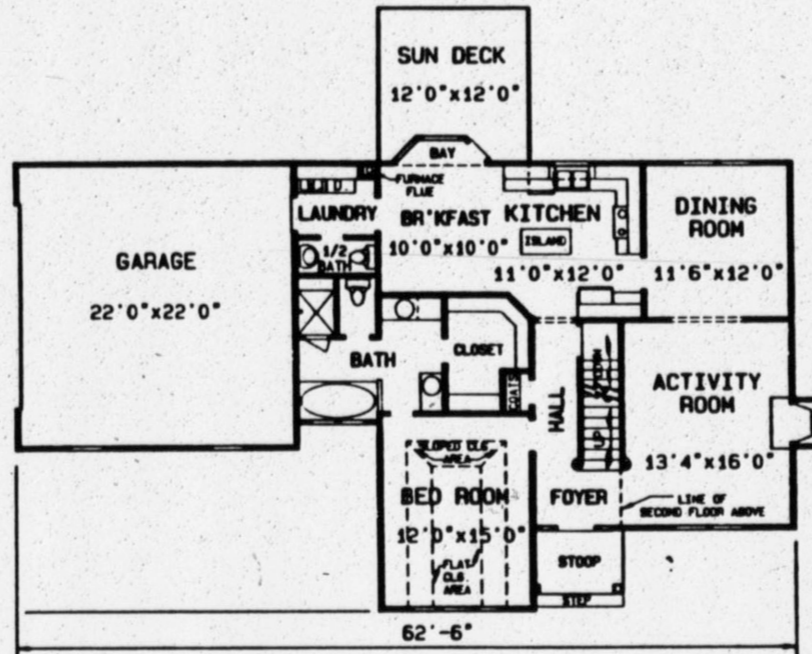 SUN DECK
12'0"x12'0"
BAY
FURNACE
FLUE
LAUNDRY
BR'KFAST
10'0"x10'0"
KITCHEN
ISLAND
11'0"x12'0"
DINING
ROOM
11'6"x12'0"
GARAGE
22'0"x22'0"
1/2
BATH
BATH
CLOSET
COATS
HALL
UP
ACTIVITY
ROOM
13'4"x16'0"
SLOPED CLG
AREA
BED ROOM
12'0"x15'0"
FLAT
CLG.
AREA
FOYER
LINE OF
SECOND FLOOR ABOVE
STOOP
STEP
62'-6"